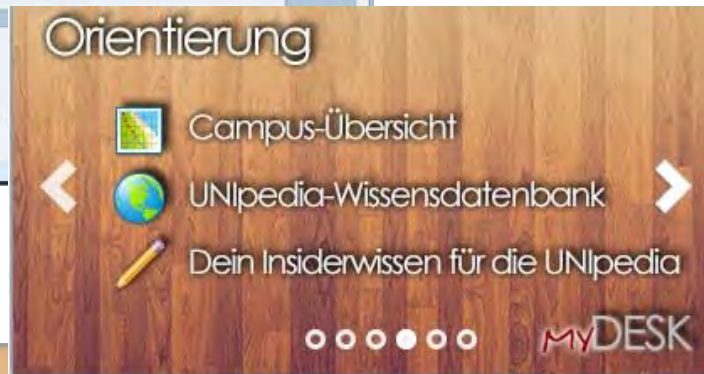 Orientierung
Campus-Übersicht
UNIpedia-Wissensdatenbank
Dein Insiderwissen für die UNIpedia
MyDESK